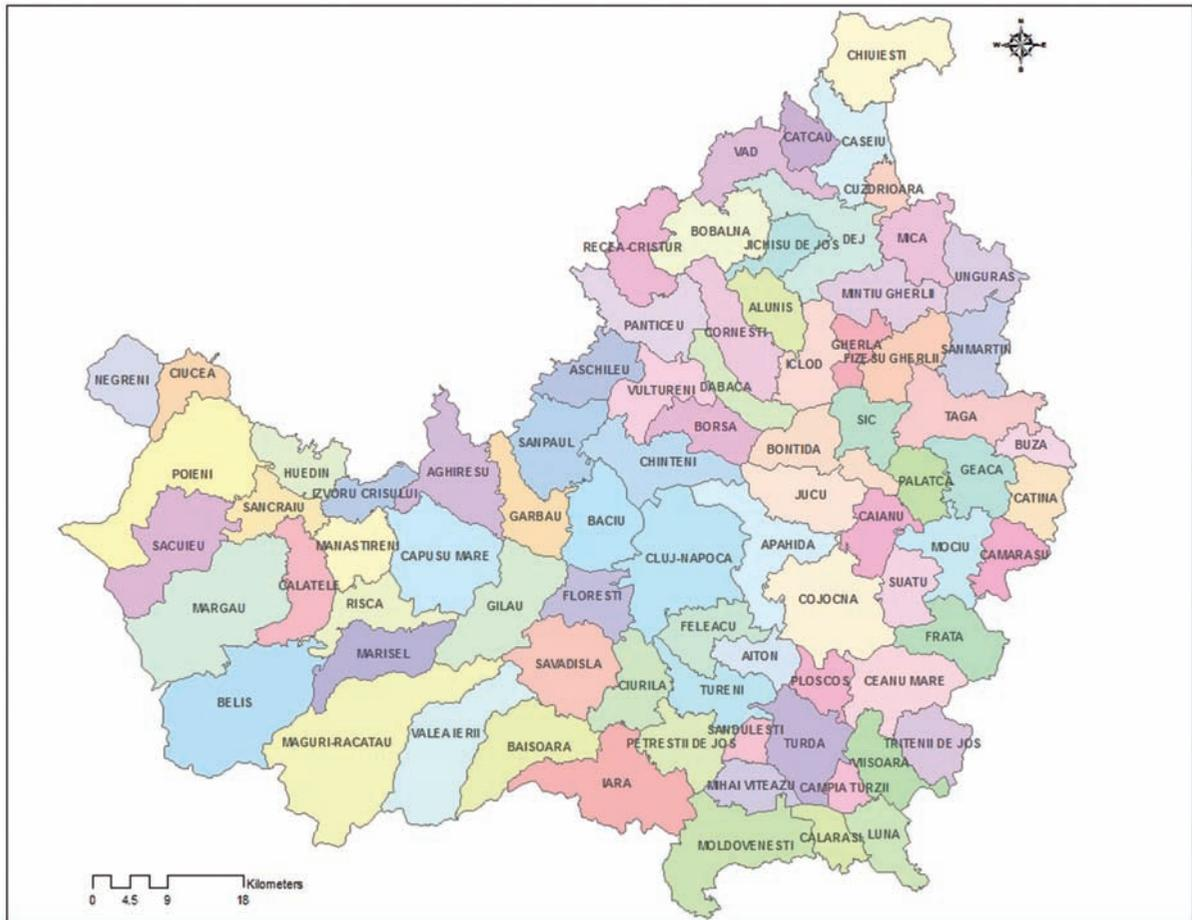 N
W E
S
CHIUIESTI
CATCAU
CASEIU
VAD
CUZDRIOARA
BOBALNA
RECEA-CRISTUR
JICHISU DE JOS
DEJ
MICA
UNGURAS
MINTIU GHERLII
ALUNIS
PANTICEU
CORNESTI
GHERLA
FIZESU GHERLII
SANMARTIN
ICLOD
ASCHILEU
VULTURENI
DABACA
NEGRENI
CIUCEA
TAGA
SIC
BORSA
BONTIDA
BUZA
SANPAUL
CHINTENI
GEACA
POIENI
HUEDIN
AGHIRESU
PALATCA
IZVORU CRISULUI
JUCU
CATINA
SANCRAIU
GARBAU
BACIU
CAIANU
SACUIEU
MANASTIRENI
CAPUSU MARE
CLUJ-NAPOCA
APAHIDA
MOCIU
CAMARASU
CALATELE
SUATU
MARGAU
RISCA
GILAU
FLORESTI
COJOCNA
FELEACU
FRATA
MARISEL
SAVADISLA
AITON
CIURILA
PLOSCOS
CEANU MARE
BELIS
TURENI
VALEA IERII
SANDULESTI
MAGURI-RACATAU
BAISOARA
PETRESTII DE JOS
TURDA
TRITENII DE JOS
VIISOARA
IARA
MIHAI VITEAZU
CAMPIA TURZII
MOLDOVENESTI
CALARASI
LUNA
Kilometers
0 4.5 9 18